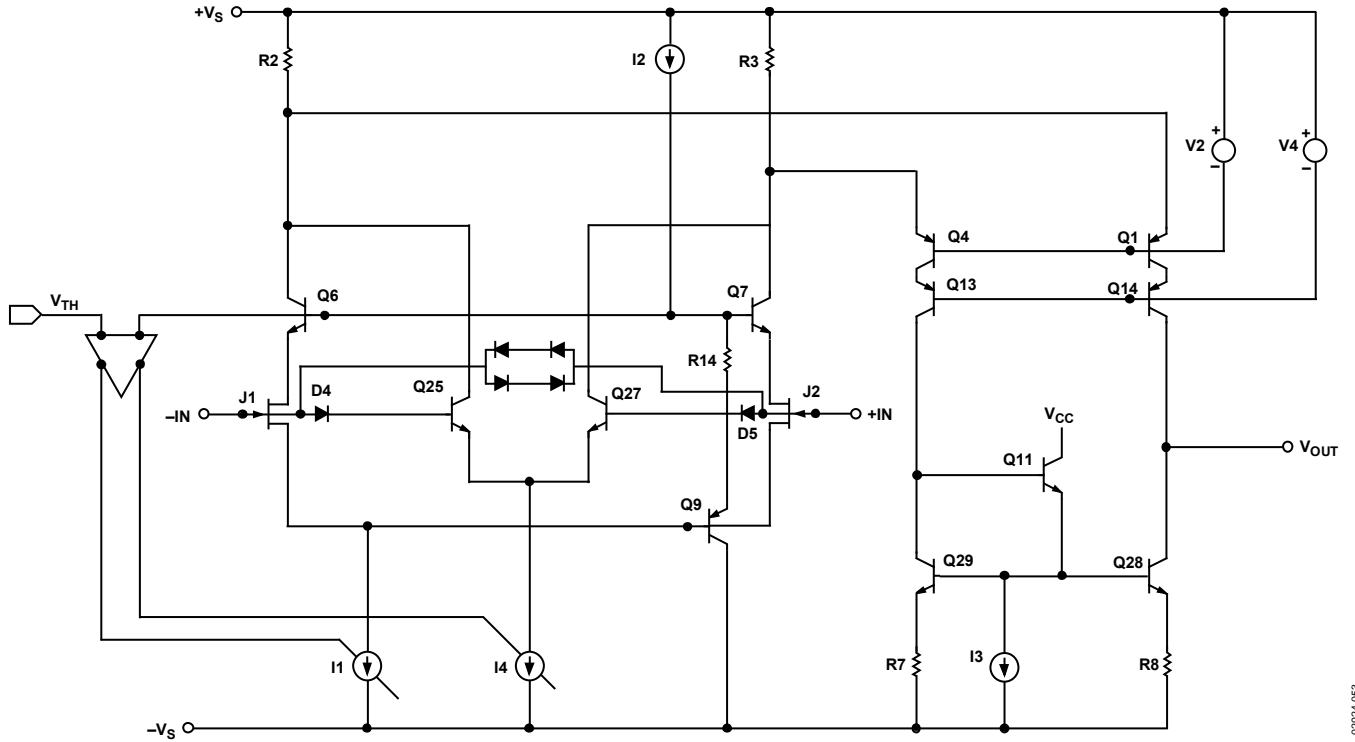 +VS
R2
I2
R3
V2
+
–
V4
+
–
Q4
Q1
Q13
Q14
VTH
Q6
Q7
R14
J1
D4
Q25
Q27
J2
–IN
D5
+IN
VCC
Q11
VOUT
Q9
Q29
Q28
I1
I4
R7
I3
R8
–VS